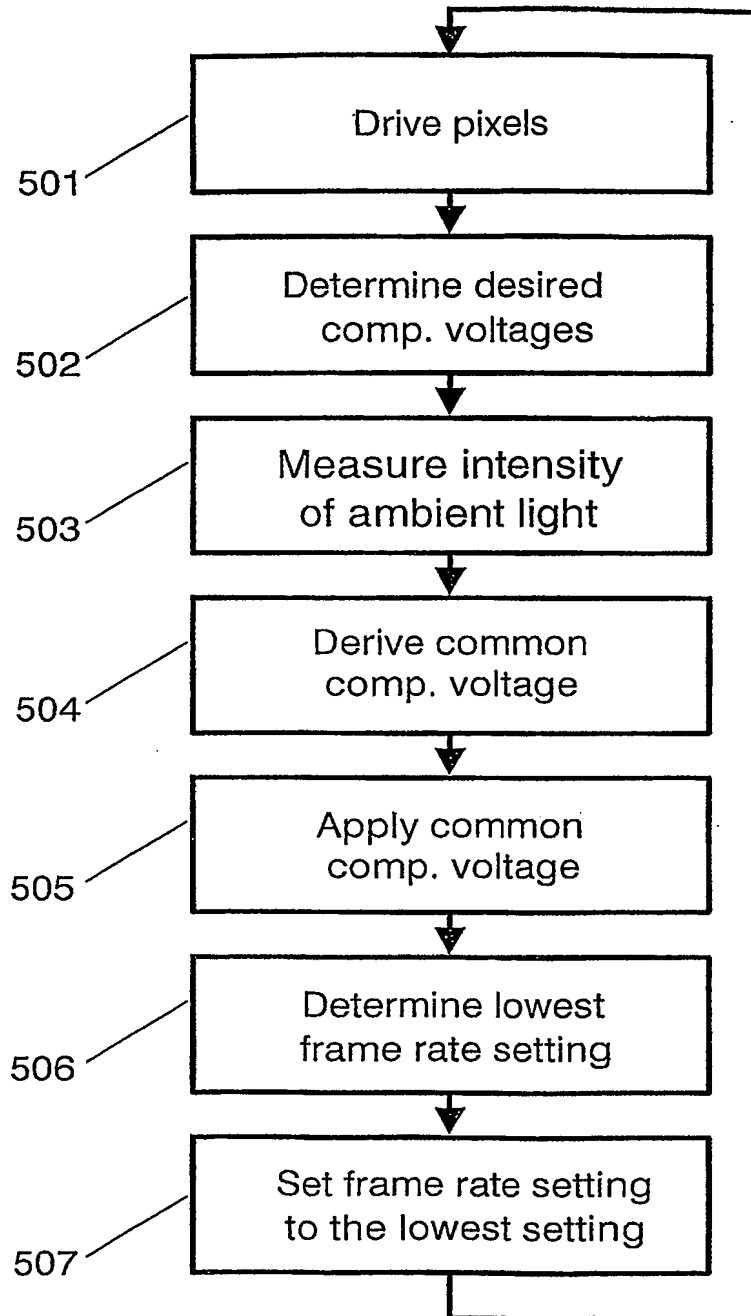 Drive pixels
501
Determine desired
comp. voltages
502
Measure intensity
of ambient light
503
Derive common
comp. voltage
504
Apply common
comp. voltage
505
Determine lowest
frame rate setting
506
Set frame rate setting
to the lowest setting
507